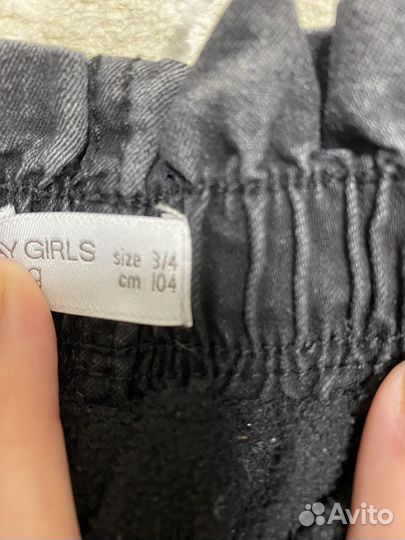 Y GIRLS size 3/4
g cm 104
Avito